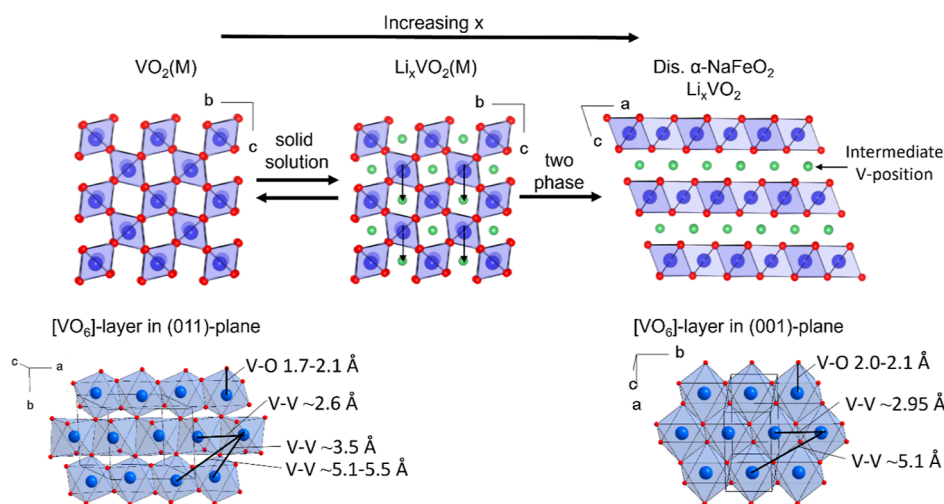 Increasing x
VO₂(M)
LiₓVO₂(M)
Dis. α-NaFeO₂
LiₓVO₂
b
c
b
c
a
c
solid
solution
two
phase
Intermediate
V-position
[VO₆]-layer in (011)-plane
[VO₆]-layer in (001)-plane
c
a
b
V-O 1.7-2.1 Å
V-V ~2.6 Å
V-V ~3.5 Å
V-V ~5.1-5.5 Å
b
c
a
V-O 2.0-2.1 Å
V-V ~2.95 Å
V-V ~5.1 Å